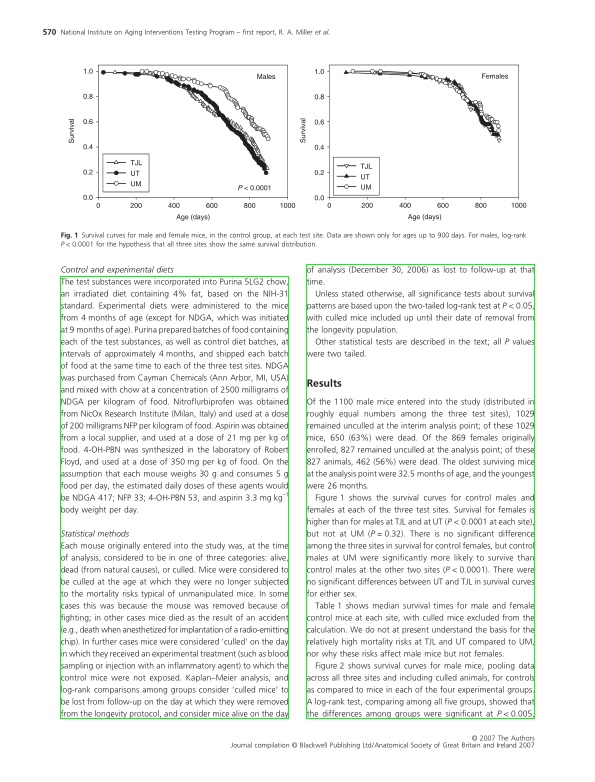 570 National Institute on Aging Interventions Testing Program – first report, R. A. Miller et al.
1.0
0.8
0.6
0.4
0.2
0.0
Survival
Males
TJL
UT
UM
P < 0.0001
0 200 400 600 800 1000
Age (days)
1.0
0.8
0.6
0.4
0.2
0.0
Survival
Females
TJL
UT
UM
0 200 400 600 800 1000
Age (days)
Fig. 1 Survival curves for male and female mice, in the control group, at each test site. Data are shown only for ages up to 900 days. For males, log-rank
P < 0.0001 for the hypothesis that all three sites show the same survival distribution.
Control and experimental diets
The test substances were incorporated into Purina 5LG2 chow,
an irradiated diet containing 4% fat, based on the NIH-31
standard. Experimental diets were administered to the mice
from 4 months of age (except for NDGA, which was initiated
at 9 months of age). Purina prepared batches of food containing
each of the test substances, as well as control diet batches, at
intervals of approximately 4 months, and shipped each batch
of food at the same time to each of the three test sites. NDGA
was purchased from Cayman Chemicals (Ann Arbor, MI, USA)
and mixed with chow at a concentration of 2500 milligrams of
NDGA per kilogram of food. Nitroflurbiprofen was obtained
from NicOx Research Institute (Milan, Italy) and used at a dose
of 200 milligrams NFP per kilogram of food. Aspirin was obtained
from a local supplier, and used at a dose of 21 mg per kg of
food. 4-OH-PBN was synthesized in the laboratory of Robert
Floyd, and used at a dose of 350 mg per kg of food. On the
assumption that each mouse weighs 30 g and consumes 5 g
food per day, the estimated daily doses of these agents would
be NDGA 417; NFP 33; 4-OH-PBN 53, and aspirin 3.3 mg kg⁻¹
body weight per day.
Statistical methods
Each mouse originally entered into the study was, at the time
of analysis, considered to be in one of three categories: alive,
dead (from natural causes), or culled. Mice were considered to
be culled at the age at which they were no longer subjected
to the mortality risks typical of unmanipulated mice. In some
cases this was because the mouse was removed because of
fighting; in other cases mice died as the result of an accident
(e.g., death when anesthetized for implantation of a radio-emitting
chip). In further cases mice were considered 'culled' on the day
in which they received an experimental treatment (such as blood
sampling or injection with an inflammatory agent) to which the
control mice were not exposed. Kaplan–Meier analysis, and
log-rank comparisons among groups consider 'culled mice' to
be lost from follow-up on the day at which they were removed
from the longevity protocol, and consider mice alive on the day
of analysis (December 30, 2006) as lost to follow-up at that
time.
Unless stated otherwise, all significance tests about survival
patterns are based upon the two-tailed log-rank test at P < 0.05,
with culled mice included up until their date of removal from
the longevity population.
Other statistical tests are described in the text; all P values
were two tailed.
Results
Of the 1100 male mice entered into the study (distributed in
roughly equal numbers among the three test sites), 1029
remained unculled at the interim analysis point; of these 1029
mice, 650 (63%) were dead. Of the 869 females originally
enrolled, 827 remained unculled at the analysis point; of these
827 animals, 462 (56%) were dead. The oldest surviving mice
at the analysis point were 32.5 months of age, and the youngest
were 26 months.
Figure 1 shows the survival curves for control males and
females at each of the three test sites. Survival for females is
higher than for males at TJL and at UT (P < 0.0001 at each site),
but not at UM (P = 0.32). There is no significant difference
among the three sites in survival for control females, but control
males at UM were significantly more likely to survive than
control males at the other two sites (P < 0.0001). There were
no significant differences between UT and TJL in survival curves
for either sex.
Table 1 shows median survival times for male and female
control mice at each site, with culled mice excluded from the
calculation. We do not at present understand the basis for the
relatively high mortality risks at TJL and UT compared to UM,
nor why these risks affect male mice but not females.
Figure 2 shows survival curves for male mice, pooling data
across all three sites and including culled animals, for controls
as compared to mice in each of the four experimental groups.
A log-rank test, comparing among all five groups, showed that
the differences among groups were significant at P < 0.005,
© 2007 The Authors
Journal compilation © Blackwell Publishing Ltd/Anatomical Society of Great Britain and Ireland 2007